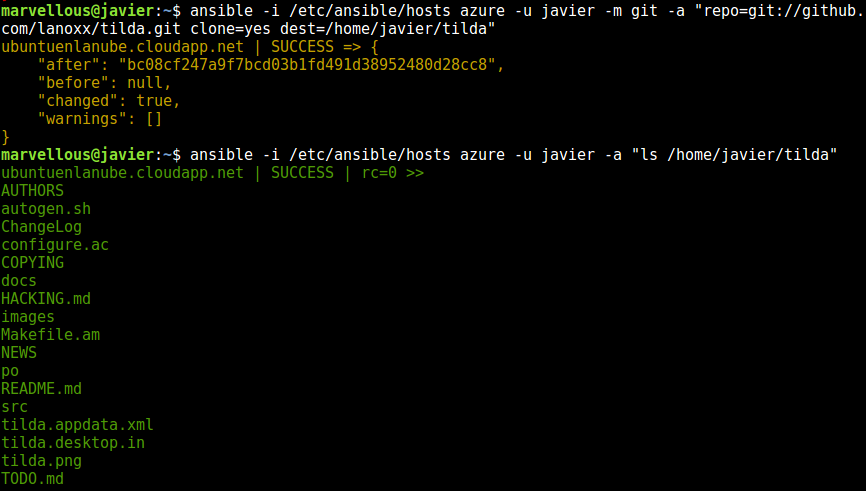 marvellous@javier:~$ ansible -i /etc/ansible/hosts azure -u javier -m git -a "repo=git://github.
com/lanoxx/tilda.git clone=yes dest=/home/javier/tilda"
ubuntuenlanube.cloudapp.net | SUCCESS => {
    "after": "bc08cf247a9f7bcd03b1fd491d38952480d28cc8",
    "before": null,
    "changed": true,
    "warnings": []
}
marvellous@javier:~$ ansible -i /etc/ansible/hosts azure -u javier -a "ls /home/javier/tilda"
ubuntuenlanube.cloudapp.net | SUCCESS | rc=0 >>
AUTHORS
autogen.sh
ChangeLog
configure.ac
COPYING
docs
HACKING.md
images
Makefile.am
NEWS
po
README.md
src
tilda.appdata.xml
tilda.desktop.in
tilda.png
TODO.md